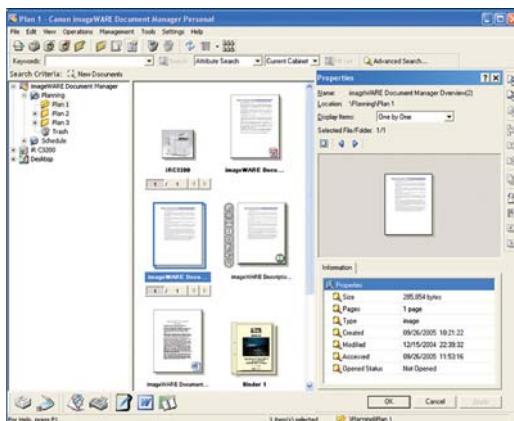 Plan 1 - Canon imageWARE Document Manager Personal
File Edit View Operations Management Tools Settings Help
Keywords: Search Attribute Search Current Cabinet Advanced Search...
Search Criteria: New Documents
imageWARE Document Manager
Planning
Plan 1
Plan 2
Plan 3
Trash
Schedule
iR C3200
Desktop
iRC3200
imageWARE Docu...
1 / 1
imageWARE Docu...
imageWARE Descriptio...
1 / 1
imageWARE Document...
Binder 1
Properties
Name: imageWARE Document Manager Overview(2)
Location: \Planning\Plan 1
Display Items: One by One
Selected File/Folder: 1/1
Information
Properties
Size 285,854 bytes
Pages 1 page
Type image
Created 09/26/2005 10:21:22
Modified 12/15/2004 22:39:32
Accessed 09/26/2005 11:53:16
Opened Status Not Opened
OK Cancel Apply
For Help, press F1.
1 item(s) selected
\Planning\Plan 1